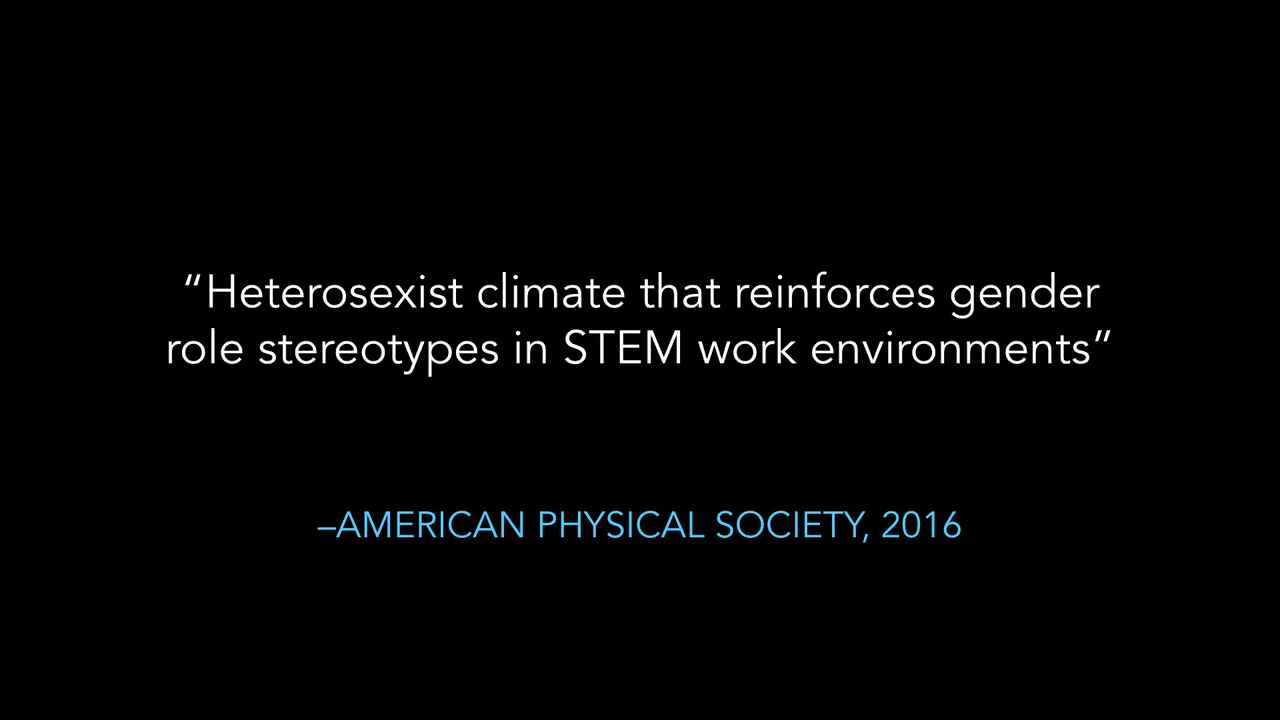 “Heterosexist climate that reinforces gender
role stereotypes in STEM work environments”
–AMERICAN PHYSICAL SOCIETY, 2016